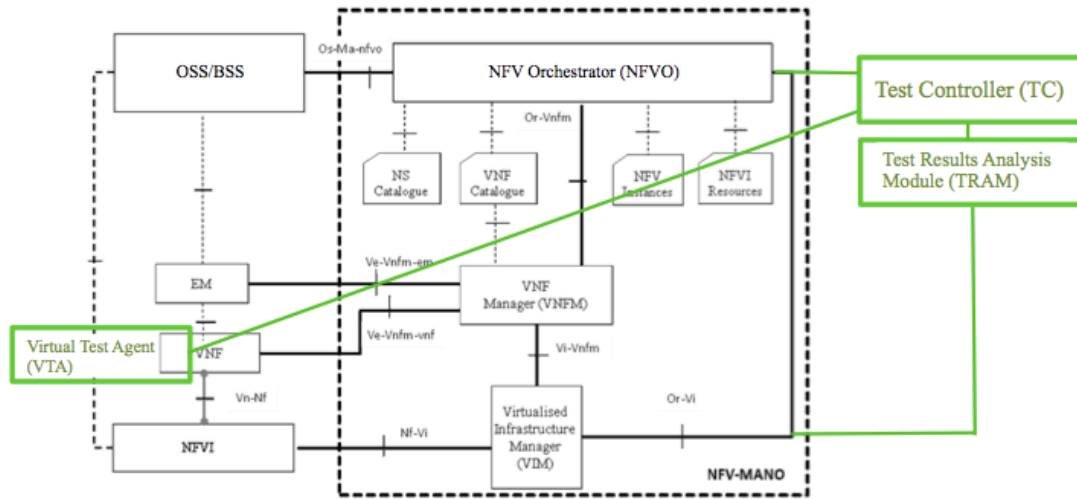 Os-Ma-nfvo
OSS/BSS
NFV Orchestrator (NFVO)
Test Controller (TC)
Or-Vnfm
Test Results Analysis
Module (TRAM)
NS
Catalogue
VNF
Catalogue
NFV
Instances
NFVI
Resources
Ve-Vnfm-em
EM
VNF
Manager (VNFM)
Ve-Vnfm-vnf
Virtual Test Agent
(VTA)
VNF
Vi-Vnfm
Vn-Nf
Or-Vi
Virtualised
Infrastructure
Manager
(VIM)
Nf-Vi
NFVI
NFV-MANO